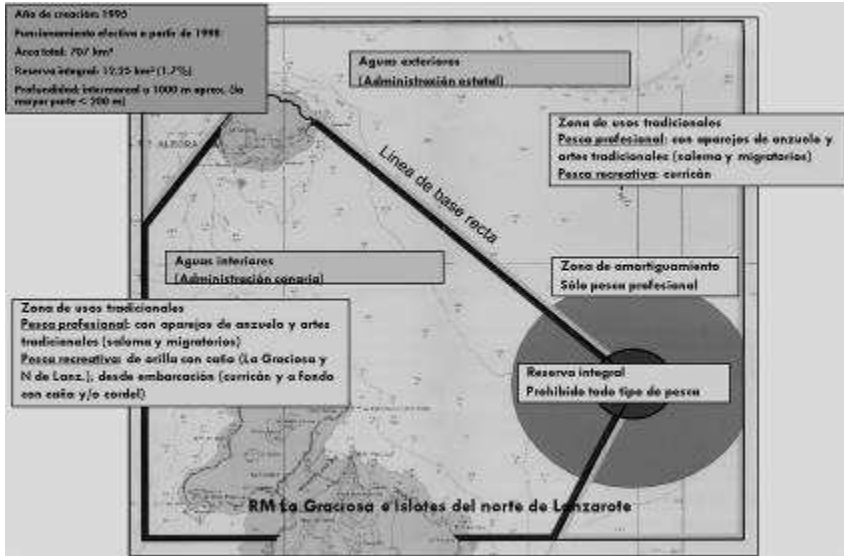 Año de creación: 1995
Funcionamiento efectivo a partir de 1998
Área total: 707 km²
Reserva integral: 12,25 km² (1,7%)
Profundidad: intermareal a 1000 m aprox. (la
mayor parte < 200 m)
Aguas exteriores
(Administración estatal)
Zona de usos tradicionales
Pesca profesional: con aparejos de anzuelo y
artes tradicionales (salema y migratorios)
Pesca recreativa: curricán
ALEGRA
Línea de base recta
Aguas interiores
(Administración canaria)
Zona de amortiguamiento
Sólo pesca profesional
Zona de usos tradicionales
Pesca profesional: con aparejos de anzuelo y artes
tradicionales (salema y migratorios)
Pesca recreativa: de orilla con caña (La Graciosa y
N de Lanz.); desde embarcación (curricán y a fondo
con caña y/o cordel)
Reserva integral
Prohibido todo tipo de pesca
RM La Graciosa e islotes del norte de Lanzarote